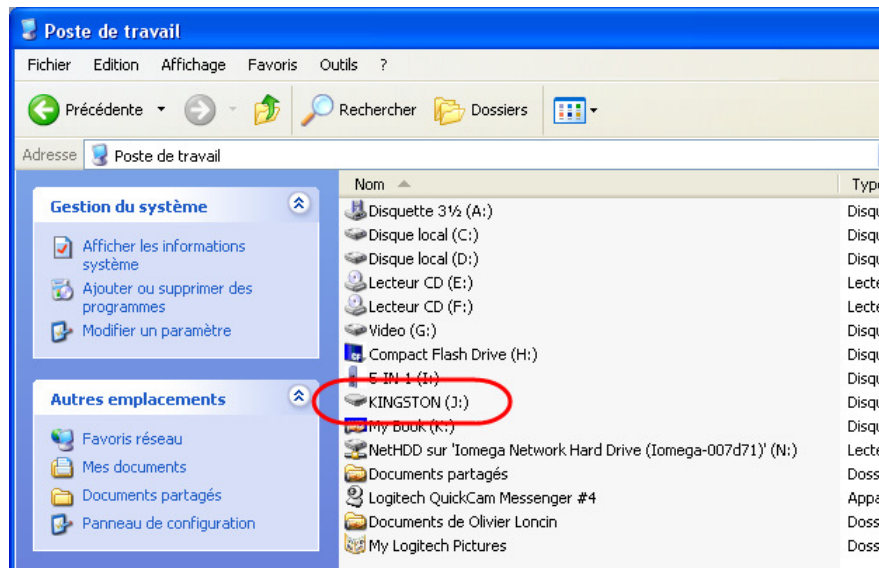 Poste de travail
Fichier Edition Affichage Favoris Outils ?
Précédente Rechercher Dossiers
Adresse Poste de travail
Gestion du système
Afficher les informations
système
Ajouter ou supprimer des
programmes
Modifier un paramètre
Autres emplacements
Favoris réseau
Mes documents
Documents partagés
Panneau de configuration
Nom Type
Disquette 3½ (A:) Disqu
Disque local (C:) Disqu
Disque local (D:) Disqu
Lecteur CD (E:) Lecte
Lecteur CD (F:) Lecte
Video (G:) Disqu
Compact Flash Drive (H:) Disqu
5-IN-1 (I:) Disqu
KINGSTON (J:) Disqu
My Book (K:) Disqu
NetHDD sur 'Iomega Network Hard Drive (Iomega-007d71)' (N:) Lecte
Documents partagés Doss
Logitech QuickCam Messenger #4 Appa
Documents de Olivier Loncin Doss
My Logitech Pictures Doss